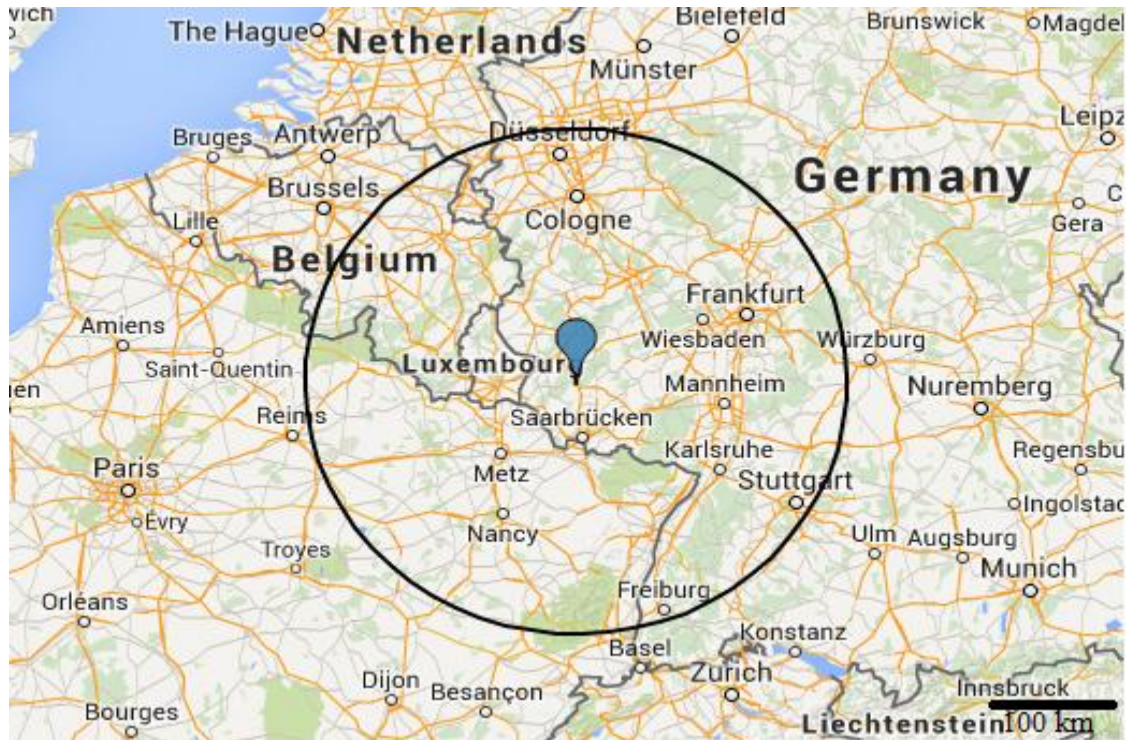 wich
The Hague
Netherlands
Bielefeld
Brunswick
Magdel
Münster
Leipz
Bruges
Antwerp
Düsseldorf
Germany
Brussels
Cologne
C
Lille
Gera
Belgium
Frankfurt
Amiens
Wiesbaden
Würzburg
Saint-Quentin
Luxembourg
Mannheim
Nuremberg
en
Reims
Saarbrücken
Karlsruhe
Regensbu
Paris
Metz
Stuttgart
Ingolstad
Évry
Nancy
Ulm
Augsburg
Troyes
Munich
Orléans
Freiburg
Konstanz
Basel
Zurich
Dijon
Besançon
Innsbruck
Bourges
Liechtenstein
100 km